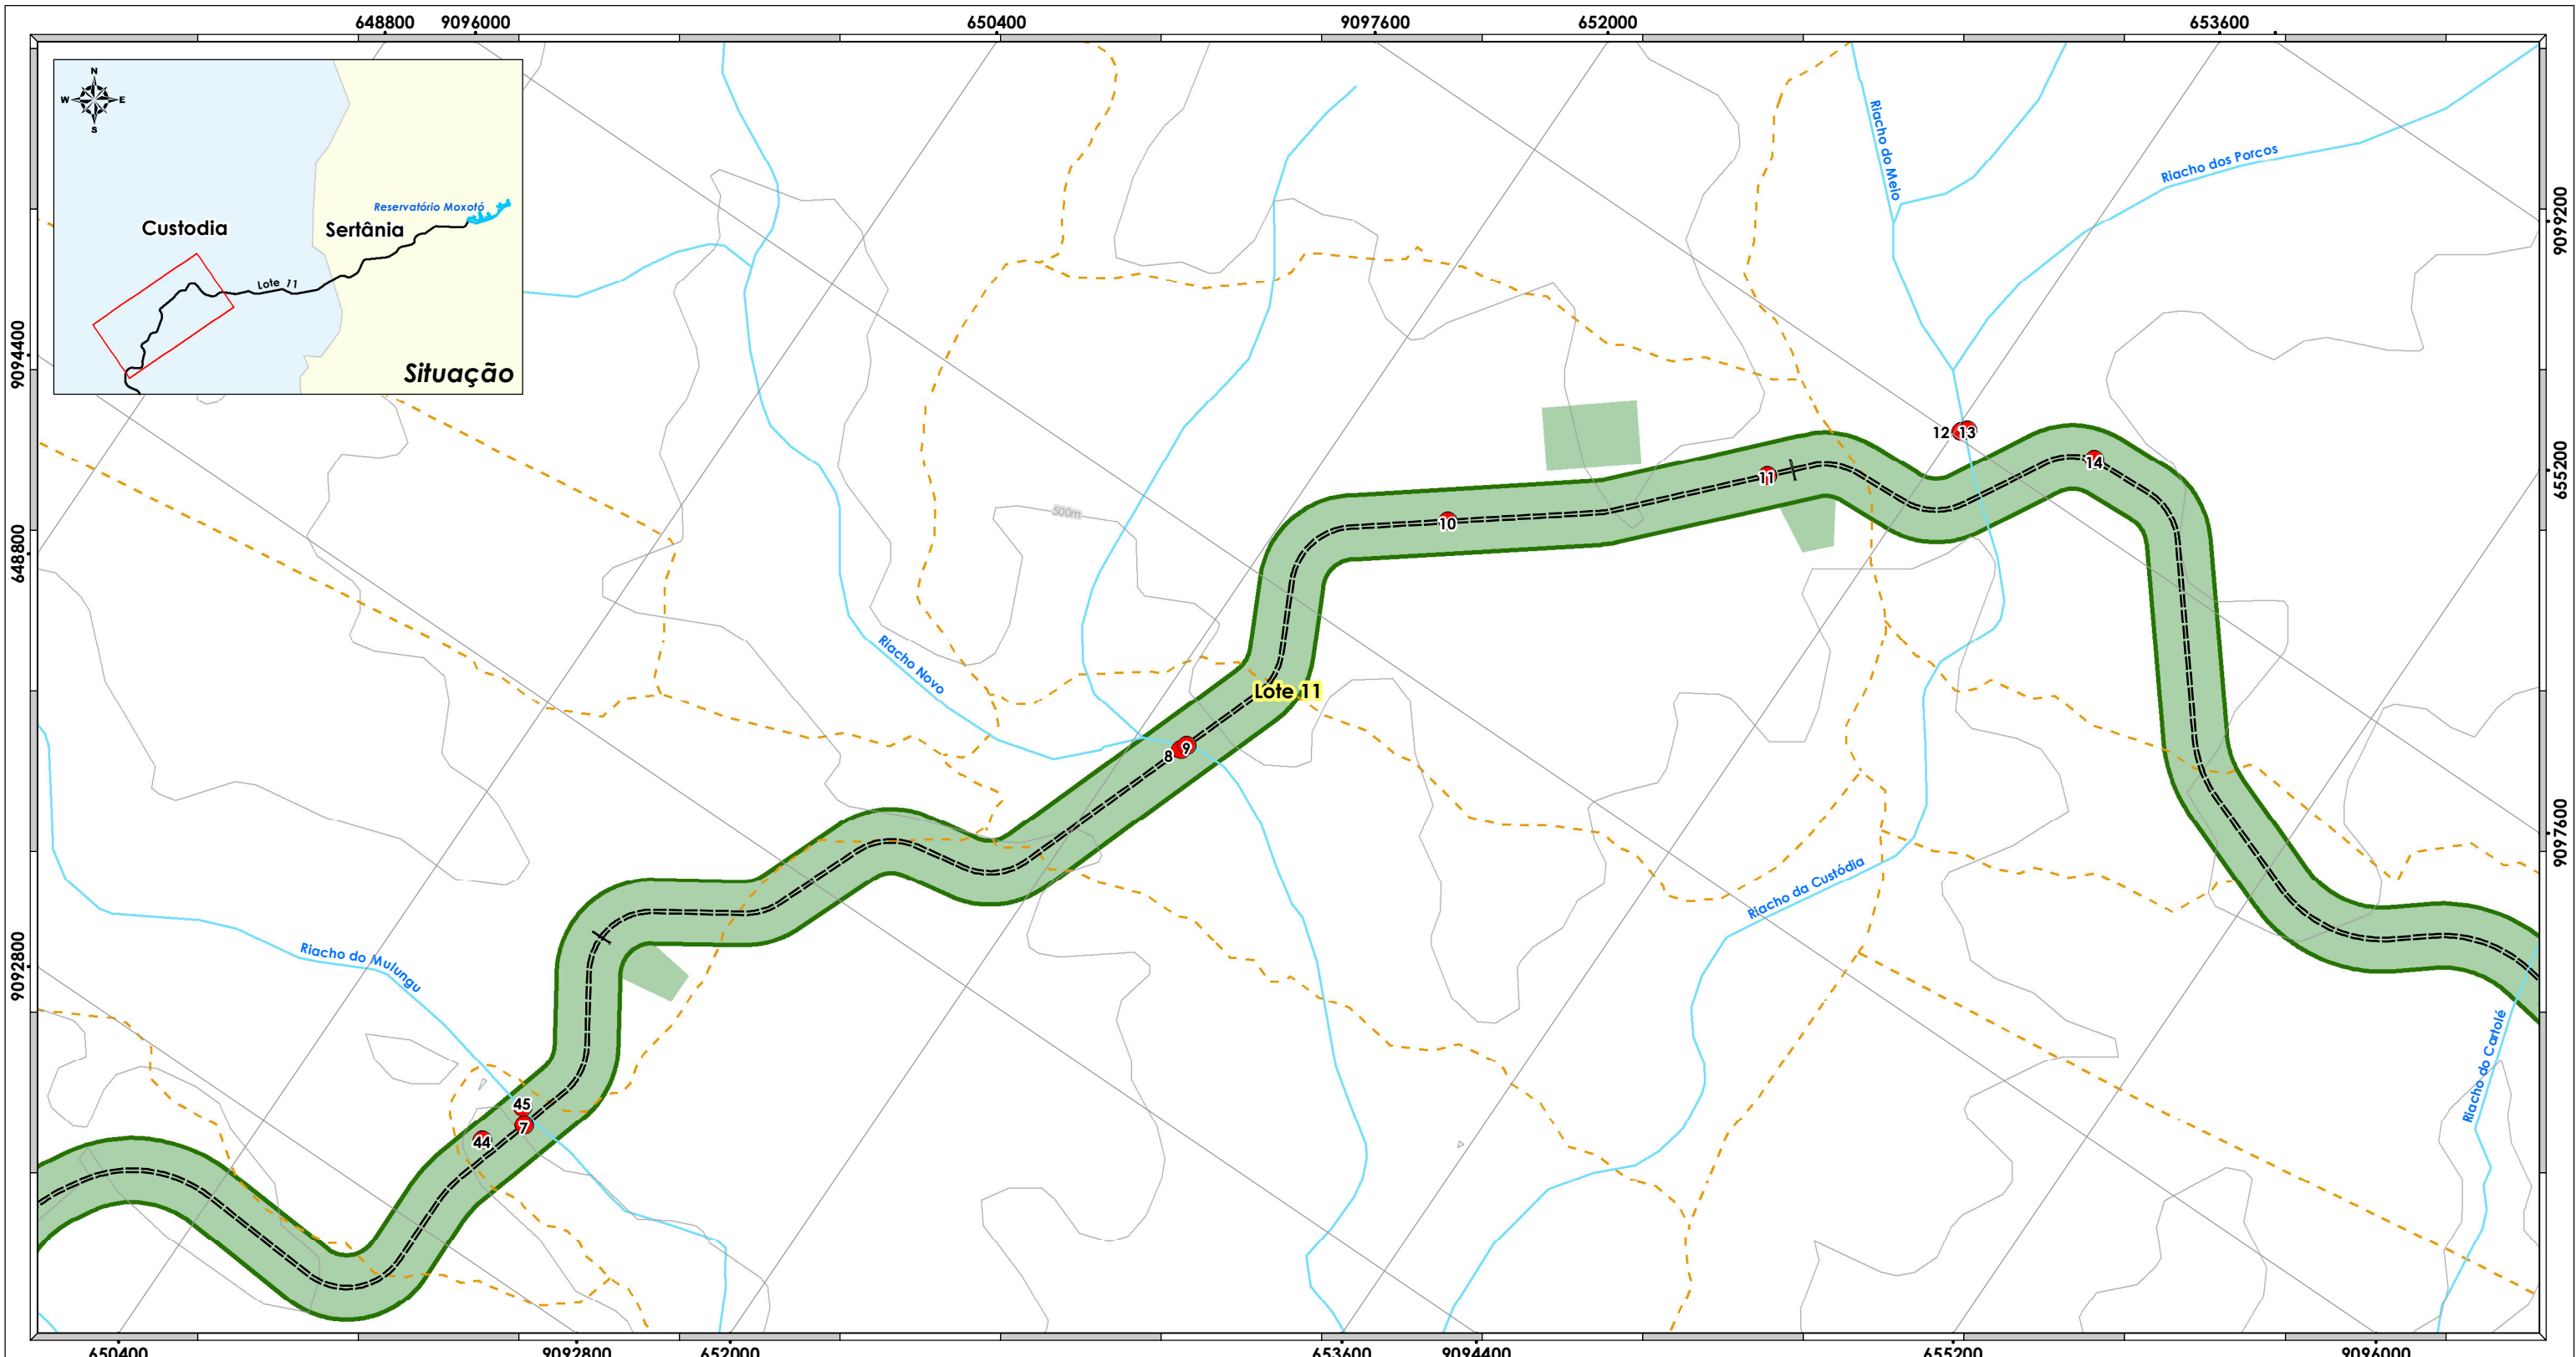 648800 9096000 650400 9097600 652000 653600
N
W E
S
Reservatório Moxotó
Custodia
Sertânia
Lote 11
Situação
Riacho do Meio
Riacho dos Porcos
9099200
9094400
12 13
11
14
655200
10
500m
648800
Riacho Novo
Lote 11
8 9
9097600
Riacho da Custódia
Riacho do Mulungu
9092800
Riacho do Cartolé
45
7
44
650400 9092800 652000 653600 9094400 655200 9096000